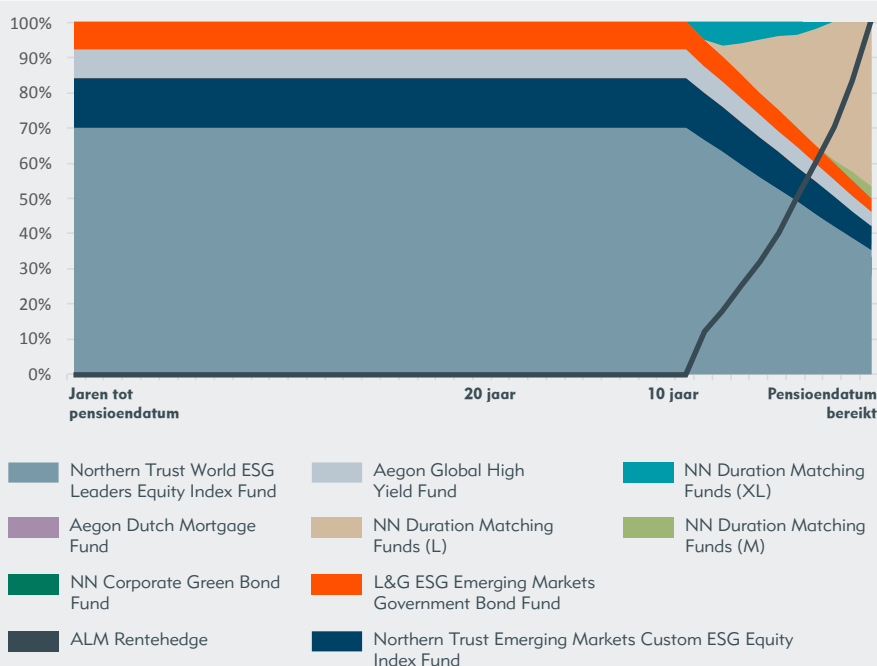 100%
90%
80%
70%
60%
50%
40%
30%
20%
10%
0%
Jaren tot
pensioendatum
20 jaar
10 jaar
Pensioendatum
bereikt
Northern Trust World ESG
Leaders Equity Index Fund
Aegon Global High
Yield Fund
NN Duration Matching
Funds (XL)
Aegon Dutch Mortgage
Fund
NN Duration Matching
Funds (L)
NN Duration Matching
Funds (M)
NN Corporate Green Bond
Fund
L&G ESG Emerging Markets
Government Bond Fund
ALM Rentehedge
Northern Trust Emerging Markets Custom ESG Equity
Index Fund